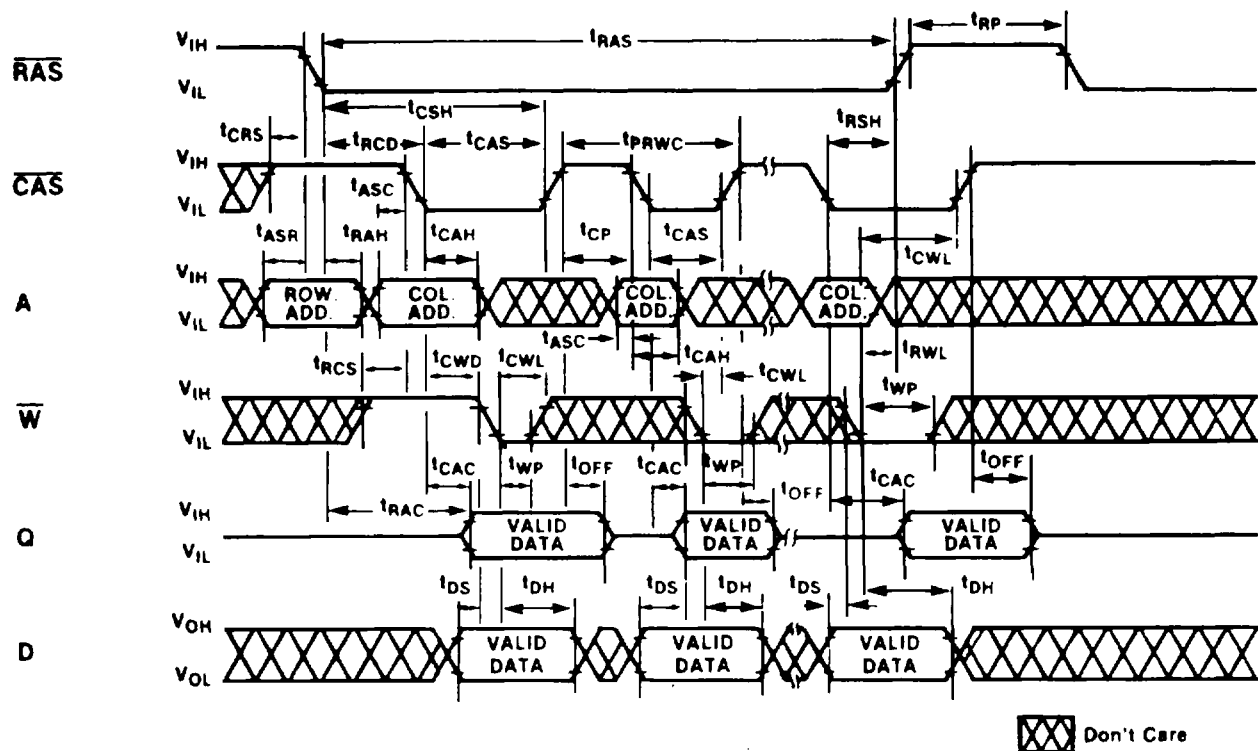 tRP
VIH
tRAS
RAS
VIL
tCSH
tCRS
tRCD
tCAS
tPRWC
tRSH
VIH
CAS
VIL
tASC
tASR
tRAH
tCAH
tCP
tCAS
tCWL
VIH
A
VIL
ROW. ADD.
COL. ADD.
COL. ADD.
COL. ADD.
tASC
tCAH
tRWL
tRCS
tCWD
tCWL
tCWL
tWP
VIH
W
VIL
tCAC
tWP
tOFF
tCAC
tWP
tOFF
tCAC
tOFF
tRAC
VIH
Q
VIL
VALID DATA
VALID DATA
VALID DATA
tDS
tDH
tDS
tDH
tDS
tDH
VOH
D
VOL
VALID DATA
VALID DATA
VALID DATA
Don't Care